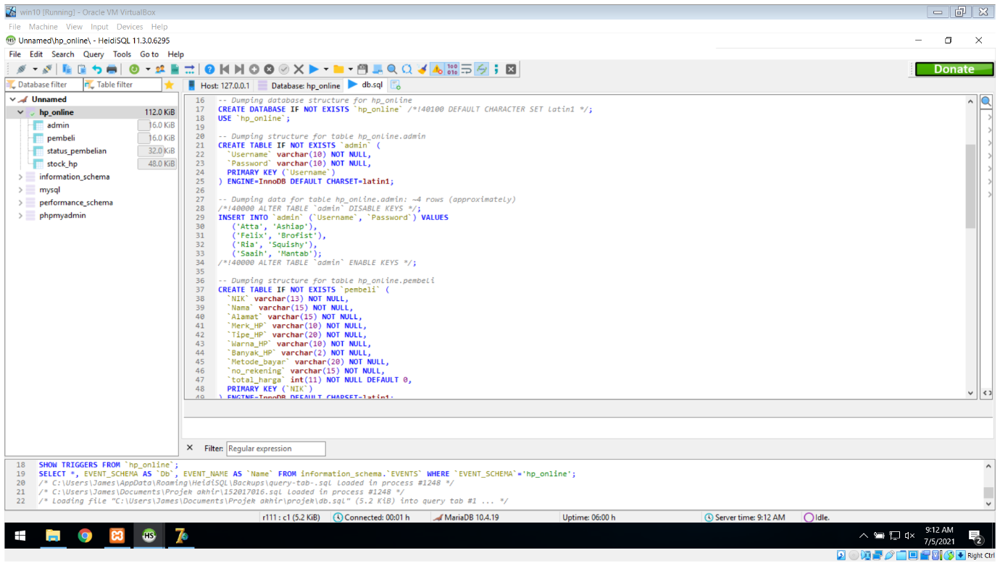 win10 [Running] - Oracle VM VirtualBox
File Machine View Input Devices Help
Unnamed\hp_online\ - HeidiSQL 11.3.0.6295
File Edit Search Query Tools Go to Help
Donate
Database filter Table filter
Host: 127.0.0.1 Database: hp_online db.sql
Unnamed
hp_online 112.0 KiB
admin 16.0 KiB
pembeli 16.0 KiB
status_pembelian 32.0 KiB
stock_hp 48.0 KiB
information_schema
mysql
performance_schema
phpmyadmin
16 -- Dumping database structure for hp_online
17 CREATE DATABASE IF NOT EXISTS `hp_online` /*!40100 DEFAULT CHARACTER SET latin1 */;
18 USE `hp_online`;
19
20 -- Dumping structure for table hp_online.admin
21 CREATE TABLE IF NOT EXISTS `admin` (
22 `Username` varchar(10) NOT NULL,
23 `Password` varchar(10) NOT NULL,
24 PRIMARY KEY (`Username`)
25 ) ENGINE=InnoDB DEFAULT CHARSET=latin1;
26
27 -- Dumping data for table hp_online.admin: ~4 rows (approximately)
28 /*!40000 ALTER TABLE `admin` DISABLE KEYS */;
29 INSERT INTO `admin` (`Username`, `Password`) VALUES
30 ('Atta', 'Ashiap'),
31 ('Felix', 'Brofist'),
32 ('Ria', 'Squishy'),
33 ('Saaih', 'Mantab');
34 /*!40000 ALTER TABLE `admin` ENABLE KEYS */;
35
36 -- Dumping structure for table hp_online.pembeli
37 CREATE TABLE IF NOT EXISTS `pembeli` (
38 `NIK` varchar(13) NOT NULL,
39 `Nama` varchar(15) NOT NULL,
40 `Alamat` varchar(15) NOT NULL,
41 `Merk_HP` varchar(10) NOT NULL,
42 `Tipe_HP` varchar(20) NOT NULL,
43 `Warna_HP` varchar(10) NOT NULL,
44 `Banyak_HP` varchar(2) NOT NULL,
45 `Metode_bayar` varchar(20) NOT NULL,
46 `no_rekening` varchar(15) NOT NULL,
47 `total_harga` int(11) NOT NULL DEFAULT 0,
48 PRIMARY KEY (`NIK`)
49 ) ENGINE=InnoDB DEFAULT CHARSET=latin1;
Filter: Regular expression
18 SHOW TRIGGERS FROM `hp_online`;
19 SELECT *, EVENT_SCHEMA AS `Db`, EVENT_NAME AS `Name` FROM information_schema.`EVENTS` WHERE `EVENT_SCHEMA`='hp_online';
20 /* C:\Users\James\AppData\Roaming\HeidiSQL\Backups\query-tab-.sql loaded in process #1248 */
21 /* C:\Users\James\Documents\Projek akhir\152017016.sql loaded in process #1248 */
22 /* Loading file "C:\Users\James\Documents\Projek akhir\projek\db.sql" (5.2 KiB) into query tab #1 ... */
r111 : c1 (5.2 KiB) Connected: 00:01 h MariaDB 10.4.19 Uptime: 06:00 h Server time: 9:12 AM Idle.
HS
9:12 AM
7/5/2021
2
Right Ctrl